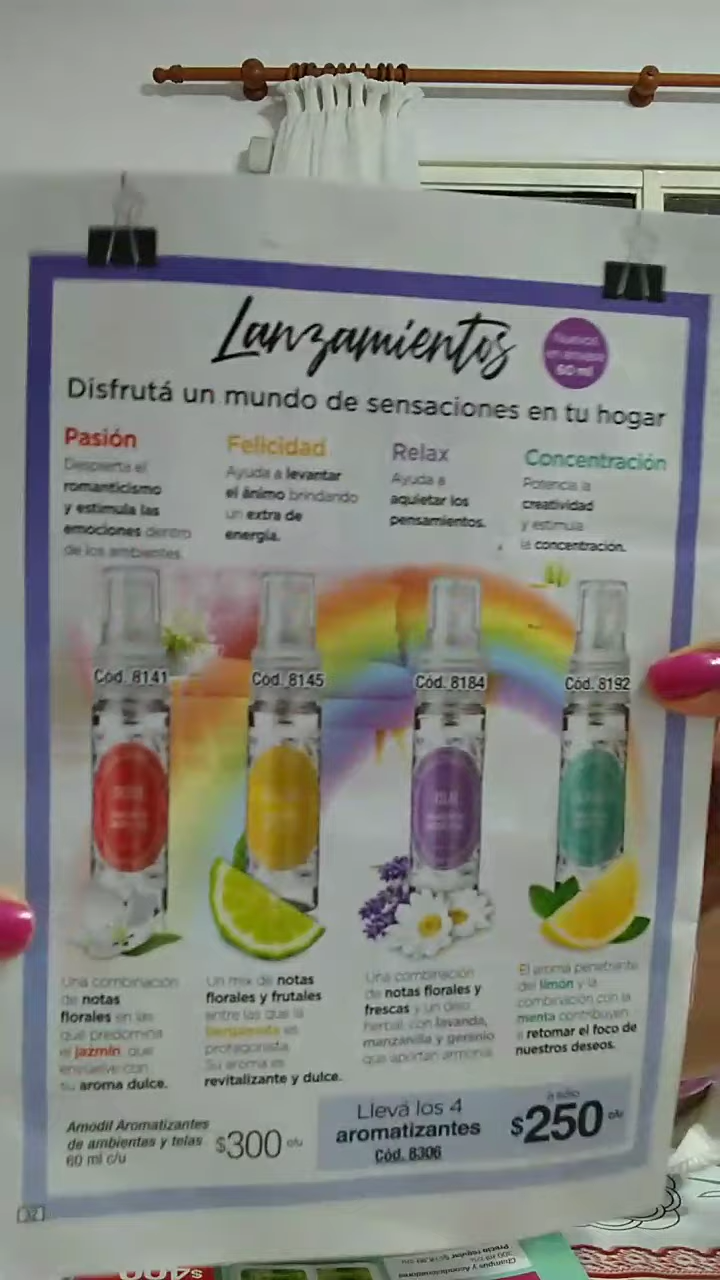 Lanzamientos
Nuevos
en envase
60 ml
Disfrutá un mundo de sensaciones en tu hogar
Pasión
Despierta el
romanticismo
y estimula las
emociones dentro
de los ambientes.
Felicidad
Ayuda a levantar
el ánimo brindando
un extra de
energía.
Relax
Ayuda a
aquietar los
pensamientos.
Concentración
Potencia la
creatividad
y estimula
la concentración.
Cód. 8141
Cód. 8145
Cód. 8184
Cód. 8192
Una combinación
de notas
florales en las
que predomina
el jazmín, que
envuelve con
su aroma dulce.
Un mix de notas
florales y frutales
entre las que la
bergamota es
protagonista.
Su aroma es
revitalizante y dulce.
Una combinación
de notas florales y
frescas y un dejo
herbal, con lavanda,
manzanilla y geranio
que aportan armonía.
El aroma penetrante
del limón y la
combinación con la
menta contribuyen
a retomar el foco de
nuestros deseos.
Amodil Aromatizantes
de ambientes y telas
60 ml c/u
$300 c/u
Llevá los 4
aromatizantes
Cód. 8306
a sólo
$250 c/u
32
$400
Champús y Acondicionadores